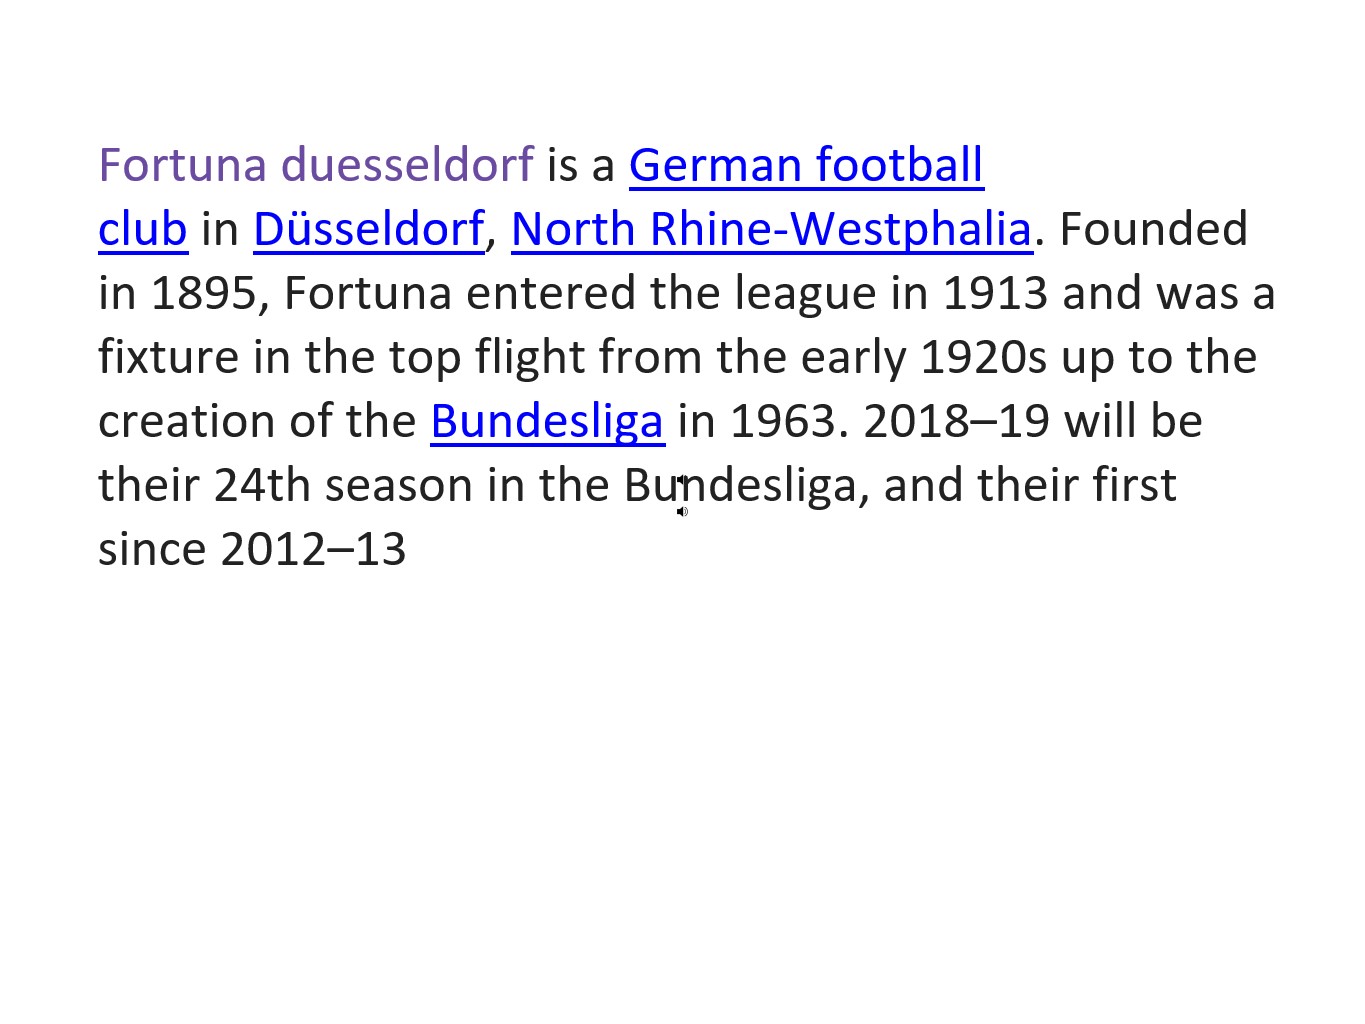 Fortuna duesseldorf is a German football
club in Düsseldorf, North Rhine-Westphalia. Founded
in 1895, Fortuna entered the league in 1913 and was a
fixture in the top flight from the early 1920s up to the
creation of the Bundesliga in 1963. 2018–19 will be
their 24th season in the Bundesliga, and their first
since 2012–13